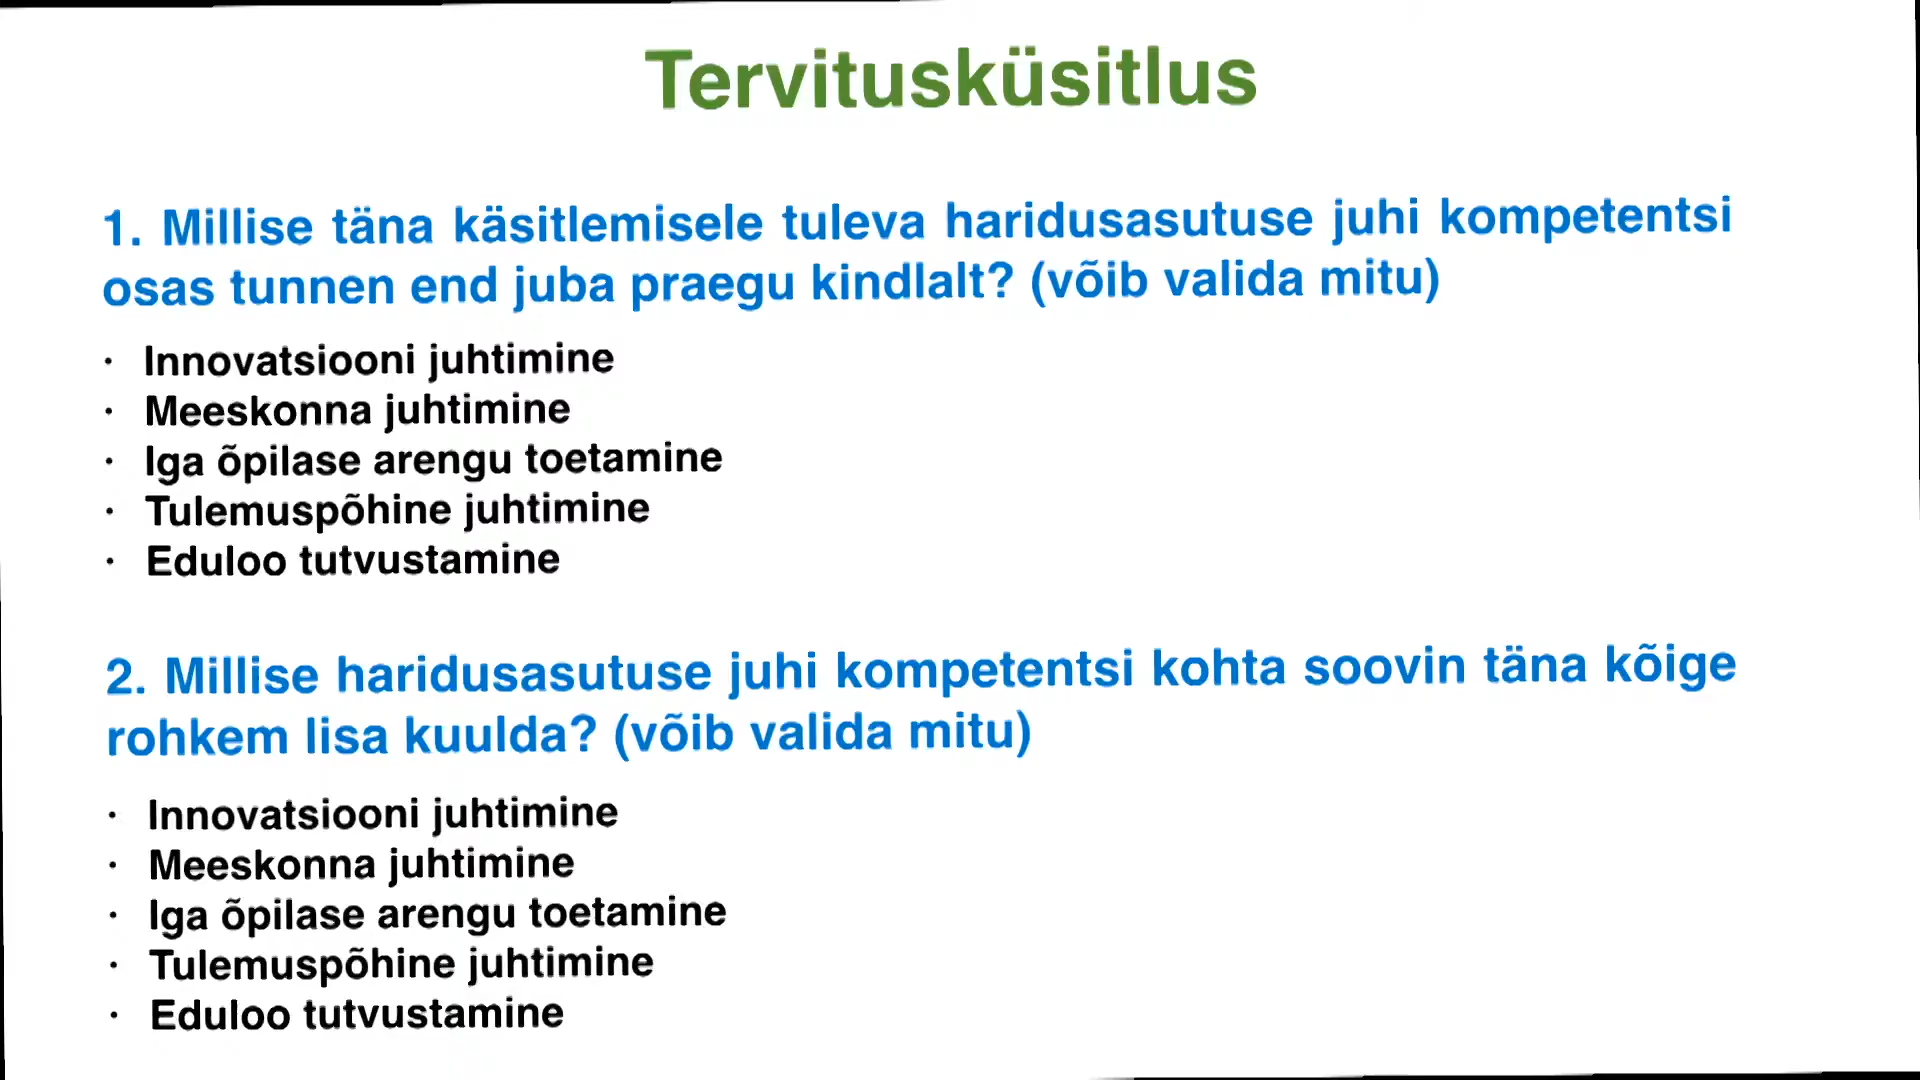 Tervitusküsitlus
1. Millise täna käsitlemisele tuleva haridusasutuse juhi kompetentsi
osas tunnen end juba praegu kindlalt? (võib valida mitu)
· Innovatsiooni juhtimine
· Meeskonna juhtimine
· Iga õpilase arengu toetamine
· Tulemuspõhine juhtimine
· Eduloo tutvustamine
2. Millise haridusasutuse juhi kompetentsi kohta soovin täna kõige
rohkem lisa kuulda? (võib valida mitu)
· Innovatsiooni juhtimine
· Meeskonna juhtimine
· Iga õpilase arengu toetamine
· Tulemuspõhine juhtimine
· Eduloo tutvustamine